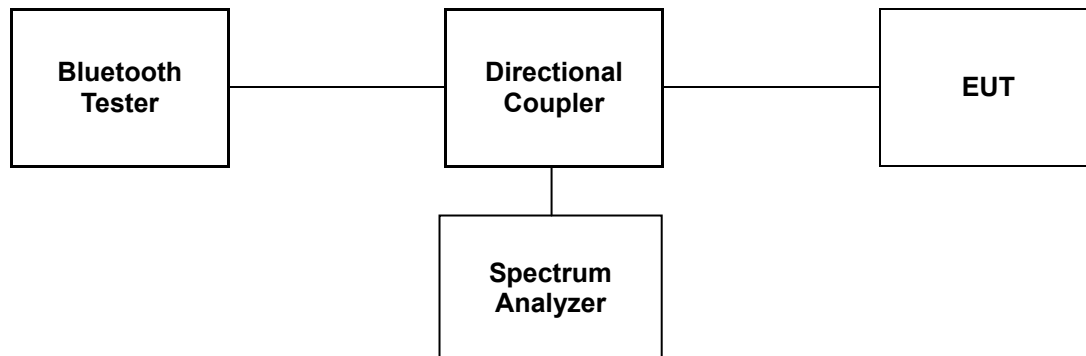 Bluetooth
Tester
Directional
Coupler
EUT
Spectrum
Analyzer